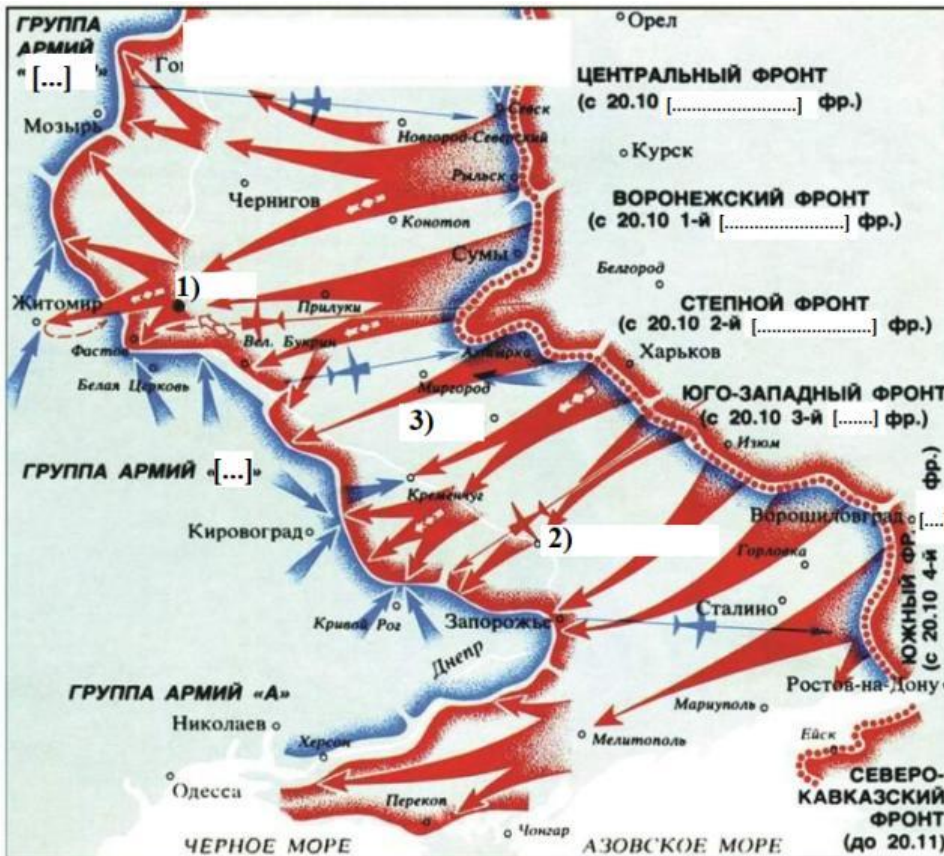 ГРУППА
АРМИЙ
« [...] Р»
Орел
ЦЕНТРАЛЬНЫЙ ФРОНТ
(с 20.10 [..........................] фр.)
Мозырь
Севск
Новгород-Северский
Курск
Рыльск
Чернигов
Конотоп
ВОРОНЕЖСКИЙ ФРОНТ
(с 20.10 1-й [........................] фр.)
Сумы
Белгород
1)
Житомир
Прилуки
СТЕПНОЙ ФРОНТ
(с 20.10 2-й [.......................] фр.)
Фастов
Вел. Букрин
Ахтырка
Харьков
Белая Церковь
Миргород
ЮГО-ЗАПАДНЫЙ ФРОНТ
(с 20.10 3-й [.......] фр.)
3)
Изюм
ГРУППА АРМИЙ «[...]»
Кременчуг
Ворошиловград
Кировоград
2)
Горловка
ЮЖНЫЙ ФР.
(с 20.10 4-й [.... фр.)
Сталино
Кривой Рог
Запорожье
Днепр
ГРУППА АРМИЙ «А»
Ростов-на-Дону
Николаев
Мариуполь
Мелитополь
Херсон
Ейск
Одесса
Перекоп
СЕВЕРО-
КАВКАЗСКИЙ
ФРОНТ
(до 20.11)
Чонгар
ЧЕРНОЕ МОРЕ
АЗОВСКОЕ МОРЕ